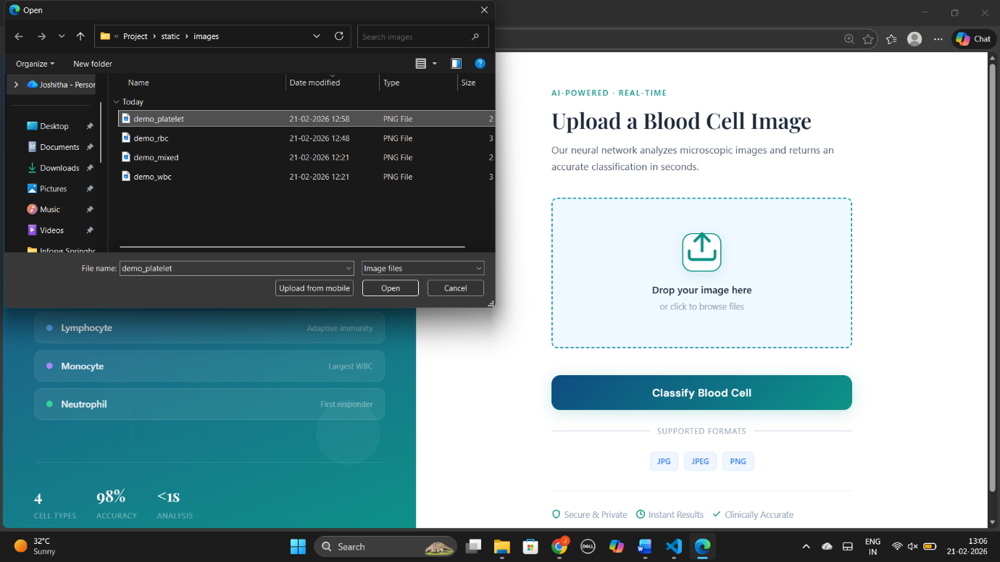 Open
« Project › static › images
Search images
Organize
New folder
Joshitha - Person
Desktop
Documents
Downloads
Pictures
Music
Videos
Name
Date modified
Type
Size
Today
demo_platelet 21-02-2026 12:58 PNG File 2
demo_rbc 21-02-2026 12:48 PNG File 3
demo_mixed 21-02-2026 12:21 PNG File 2
demo_wbc 21-02-2026 12:21 PNG File 3
File name: demo_platelet
Image files
Upload from mobile
Open
Cancel
Chat
Lymphocyte Adaptive immunity
Monocyte Largest WBC
Neutrophil First responder
4 98% <1s
CELL TYPES ACCURACY ANALYSIS
AI-POWERED · REAL-TIME
Upload a Blood Cell Image
Our neural network analyzes microscopic images and returns an
accurate classification in seconds.
Drop your image here
or click to browse files
Classify Blood Cell
SUPPORTED FORMATS
JPG JPEG PNG
Secure & Private Instant Results Clinically Accurate
32°C
Sunny
Search
DELL
ENG
IN
13:06
21-02-2026